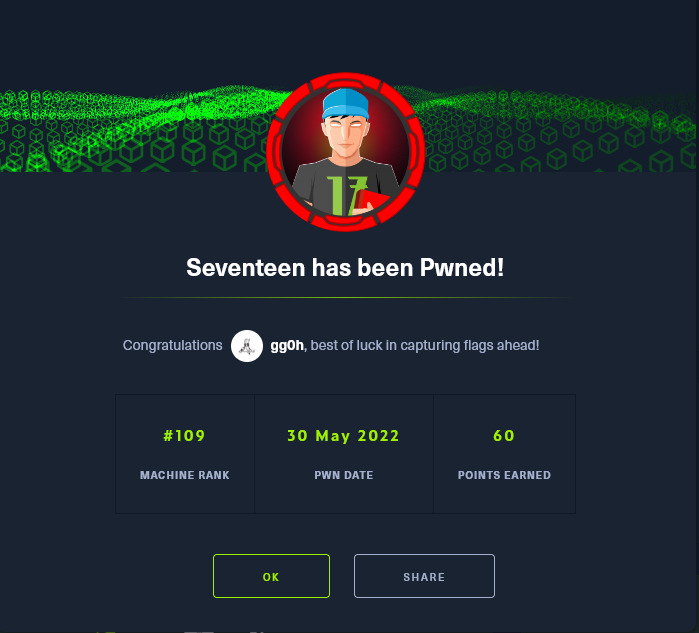 17
Seventeen has been Pwned!
Congratulations gg0h, best of luck in capturing flags ahead!
#109 30 May 2022 60
MACHINE RANK PWN DATE POINTS EARNED
OK SHARE